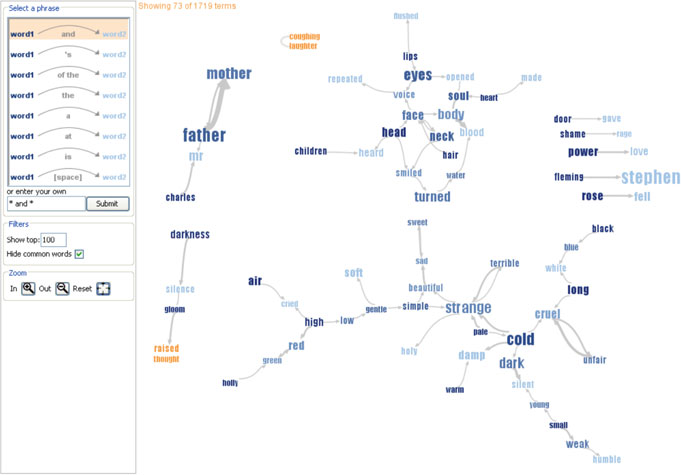 Select a phrase
word1 and word2
word1 's word2
word1 of the word2
word1 the word2
word1 a word2
word1 at word2
word1 is word2
word1 [space] word2
or enter your own
* and * Submit
Filters
Show top: 100
Hide common words
Zoom
In Out Reset
Showing 73 of 1719 terms
flushed
coughing
laughter
lips
mother
eyes
repeated
opened
made
voice
soul
heart
face
body
door gave
father
head
neck
blood
shame rage
mr
children
heard
hair
power love
smiled
water
fleming stephen
charles
turned
rose fell
sweet
black
darkness
blue
sad
terrible
white
soft
air
silence
beautiful
long
cried
gentle
simple
strange
cruel
gloom
high
low
pale
cold
raised
thought
red
holy
damp
unfair
green
dark
holly
warm
silent
young
small
weak
humble